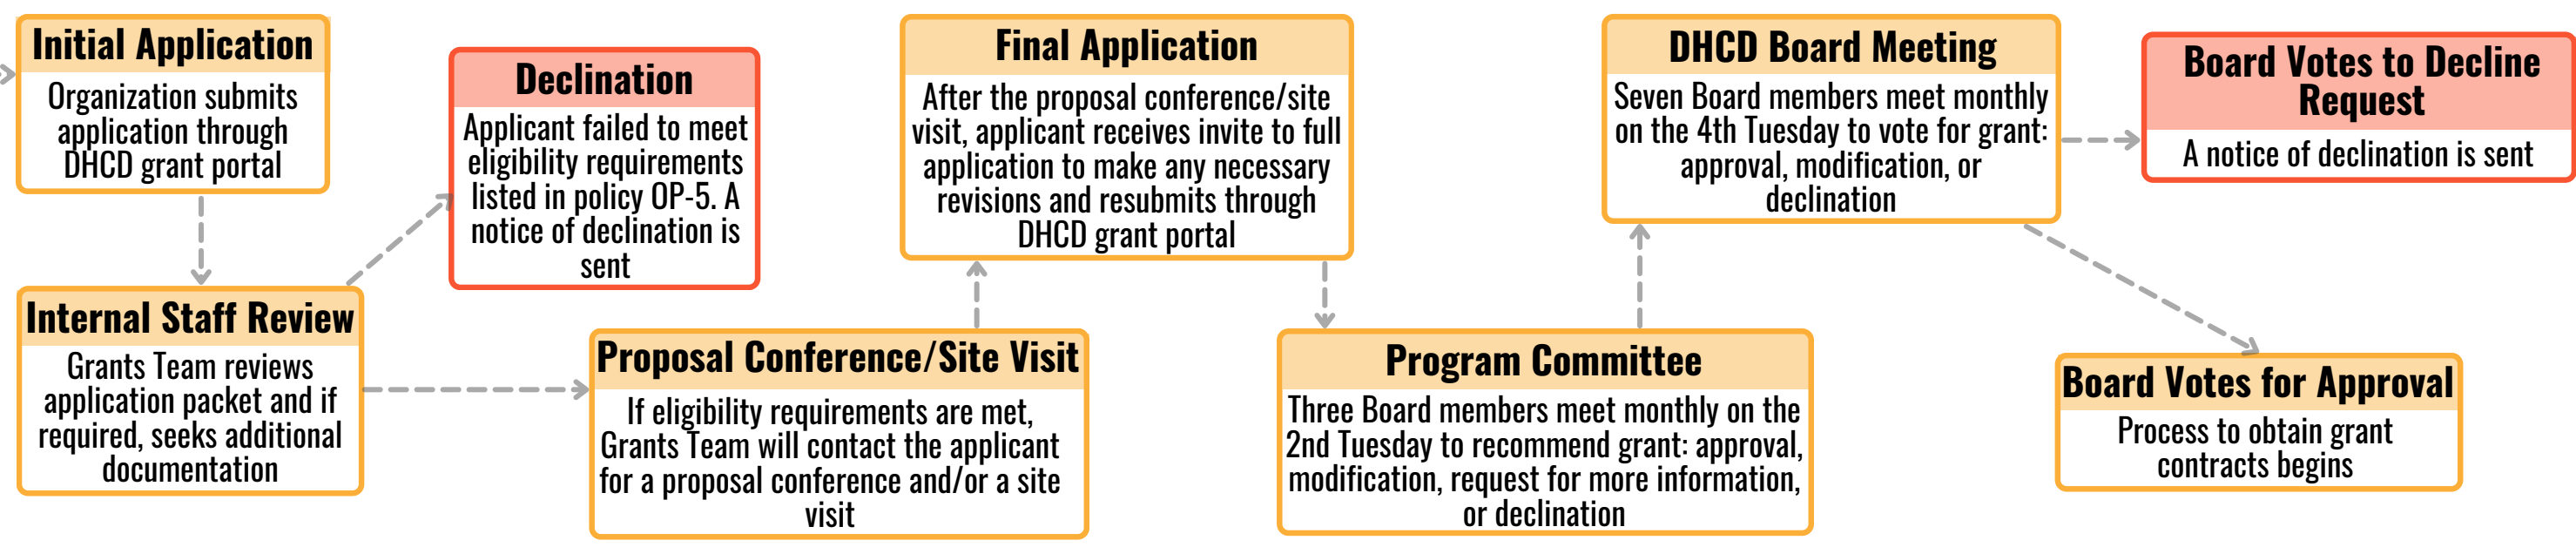 Initial Application
Organization submits
application through
DHCD grant portal
Internal Staff Review
Grants Team reviews
application packet and if
required, seeks additional
documentation
Declination
Applicant failed to meet
eligibility requirements
listed in policy OP-5. A
notice of declination is
sent
Proposal Conference/Site Visit
If eligibility requirements are met,
Grants Team will contact the applicant
for a proposal conference and/or a site
visit
Final Application
After the proposal conference/site
visit, applicant receives invite to full
application to make any necessary
revisions and resubmits through
DHCD grant portal
Program Committee
Three Board members meet monthly on the
2nd Tuesday to recommend grant: approval,
modification, request for more information,
or declination
DHCD Board Meeting
Seven Board members meet monthly
on the 4th Tuesday to vote for grant:
approval, modification, or
declination
Board Votes to Decline
Request
A notice of declination is sent
Board Votes for Approval
Process to obtain grant
contracts begins